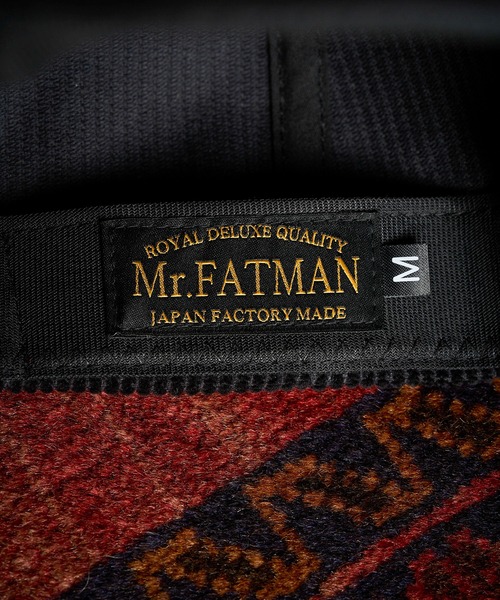 ROYAL DELUXE QUALITY
Mr.FATMAN
JAPAN FACTORY MADE
M